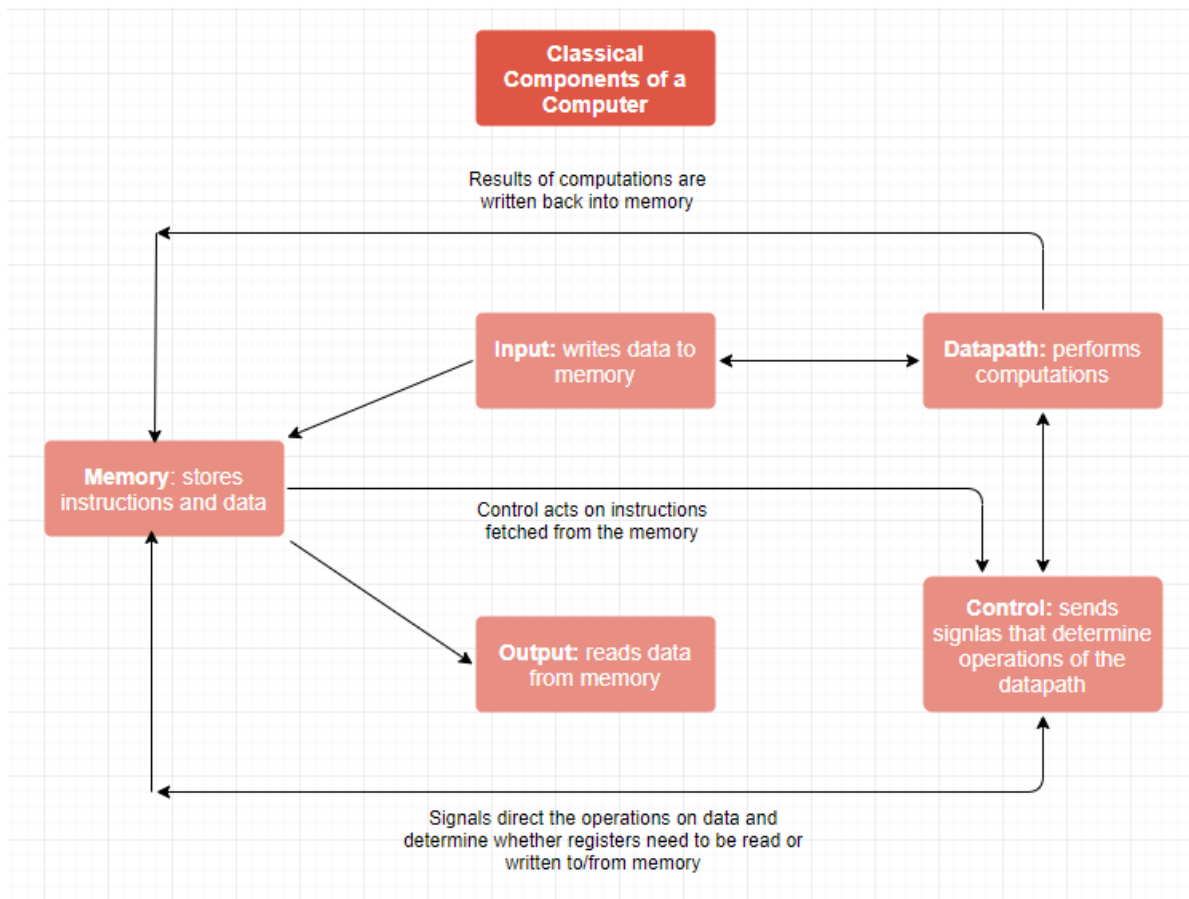 Classical
Components of a
Computer
Results of computations are
written back into memory
Input: writes data to
memory
Datapath: performs
computations
Memory: stores
instructions and data
Control acts on instructions
fetched from the memory
Output: reads data
from memory
Control: sends
signlas that determine
operations of the
datapath
Signals direct the operations on data and
determine whether registers need to be read or
written to/from memory